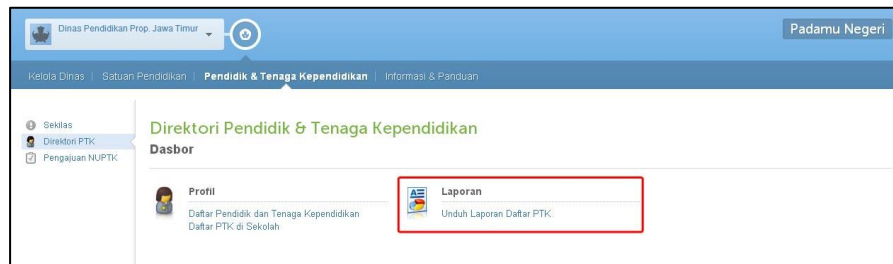 Dinas Pendidikan Prop. Jawa Timur
Padamu Negeri
Kelola Dinas | Satuan Pendidikan | Pendidik & Tenaga Kependidikan | Informasi & Panduan
Sekilas
Direktori PTK
Pengajuan NUPTK
Direktori Pendidik & Tenaga Kependidikan
Dasbor
Profil
Daftar Pendidik dan Tenaga Kependidikan
Daftar PTK di Sekolah
Laporan
Unduh Laporan Daftar PTK